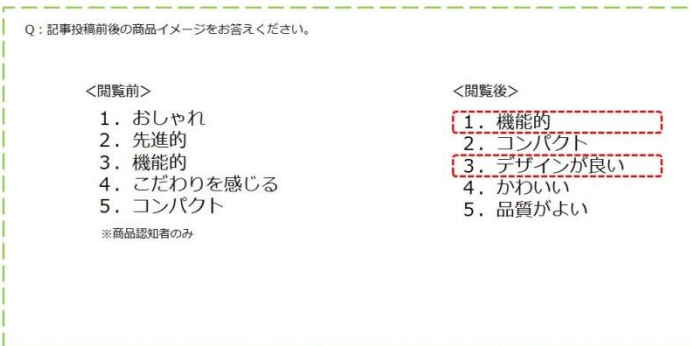 Q：記事投稿前後の商品イメージをお答えください。
＜閲覧前＞
1．おしゃれ
2．先進的
3．機能的
4．こだわりを感じる
5．コンパクト
※商品認知者のみ
＜閲覧後＞
1．機能的
2．コンパクト
3．デザインが良い
4．かわいい
5．品質がよい